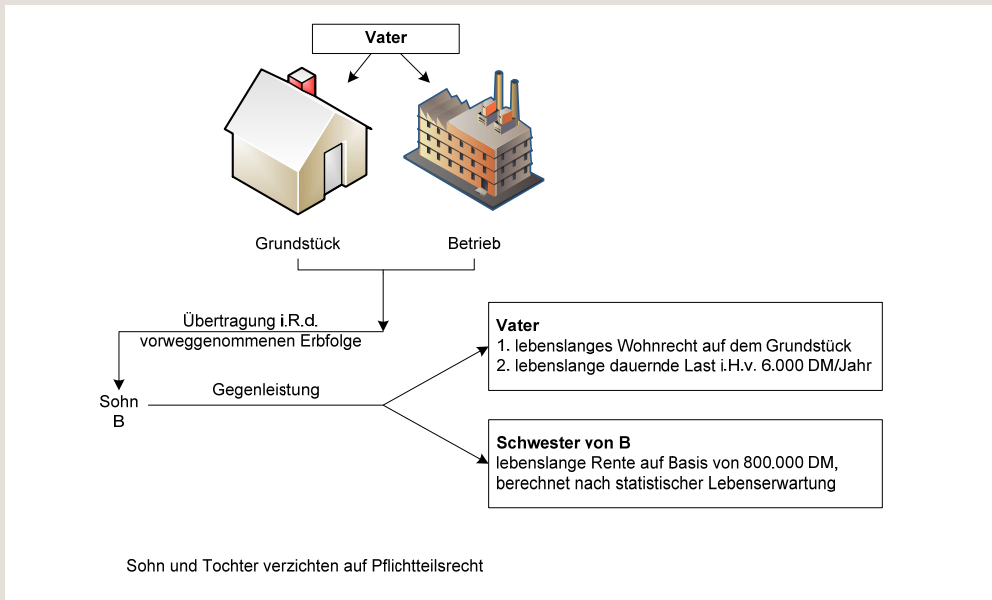 Vater
Grundstück
Betrieb
Übertragung i.R.d.
vorweggenommenen Erbfolge
Sohn
B
Gegenleistung
Vater
1. lebenslanges Wohnrecht auf dem Grundstück
2. lebenslange dauernde Last i.H.v. 6.000 DM/Jahr
Schwester von B
lebenslange Rente auf Basis von 800.000 DM,
berechnet nach statistischer Lebenserwartung
Sohn und Tochter verzichten auf Pflichtteilsrecht